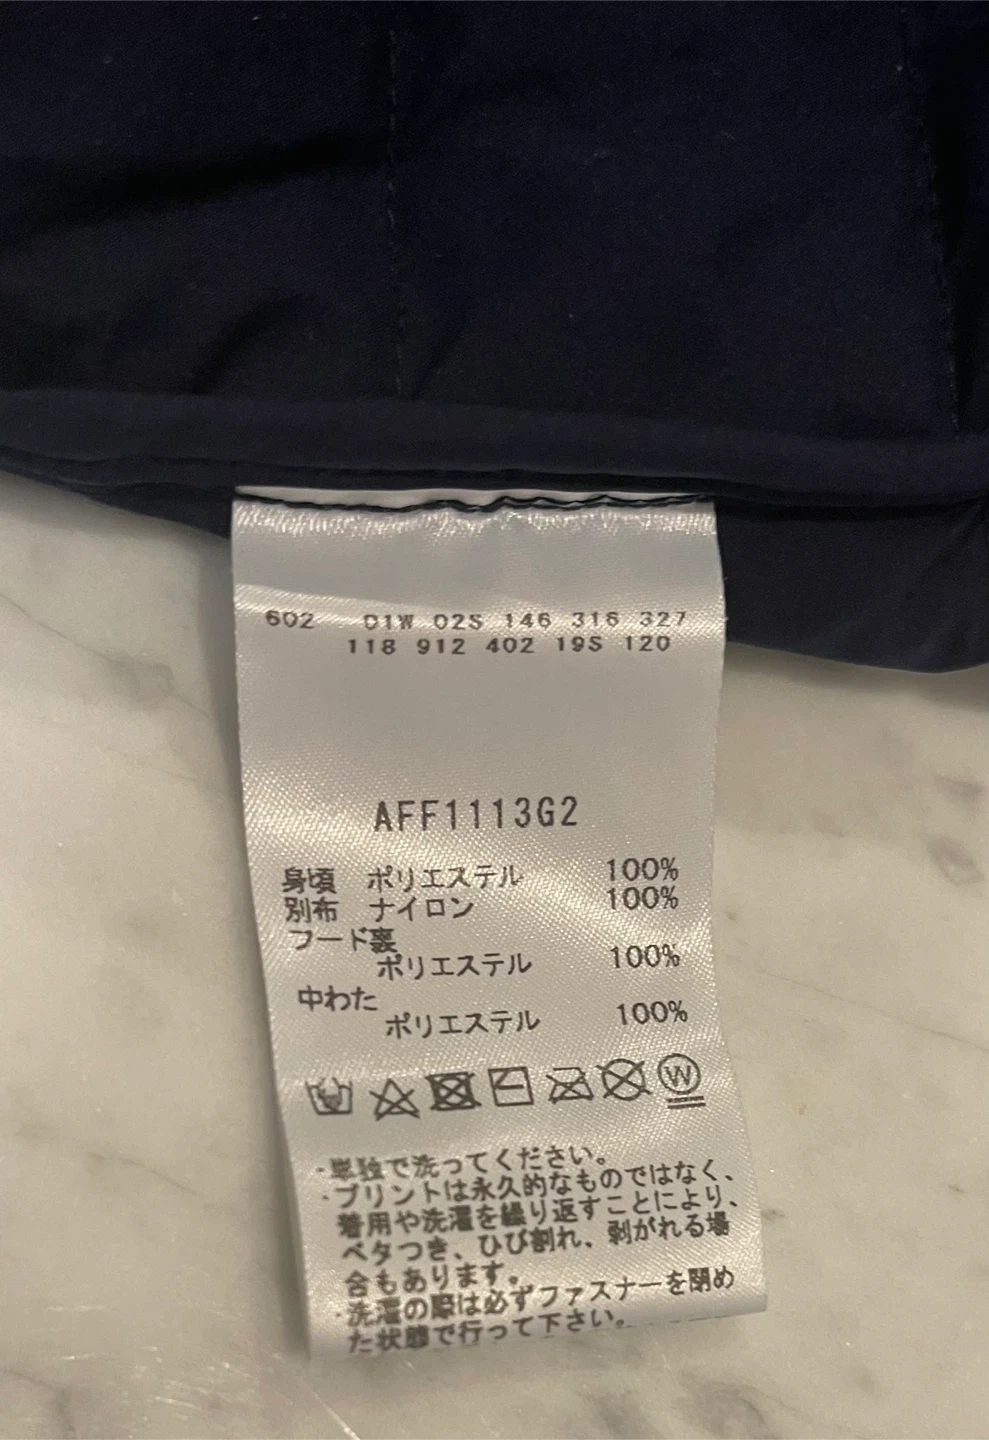 602 01W 02S 146 316 327
118 912 402 19S 120
AFF1113G2
身頃 ポリエステル 100%
別布 ナイロン 100%
フード裏
ポリエステル 100%
中わた
ポリエステル 100%
W
・単独で洗ってください。
・プリントは永久的なものではなく、
着用や洗濯を繰り返すことにより、
ベタつき、ひび割れ、剥がれる場
合もあります。
・洗濯の際は必ずファスナーを閉め
た状態で行って下さい。